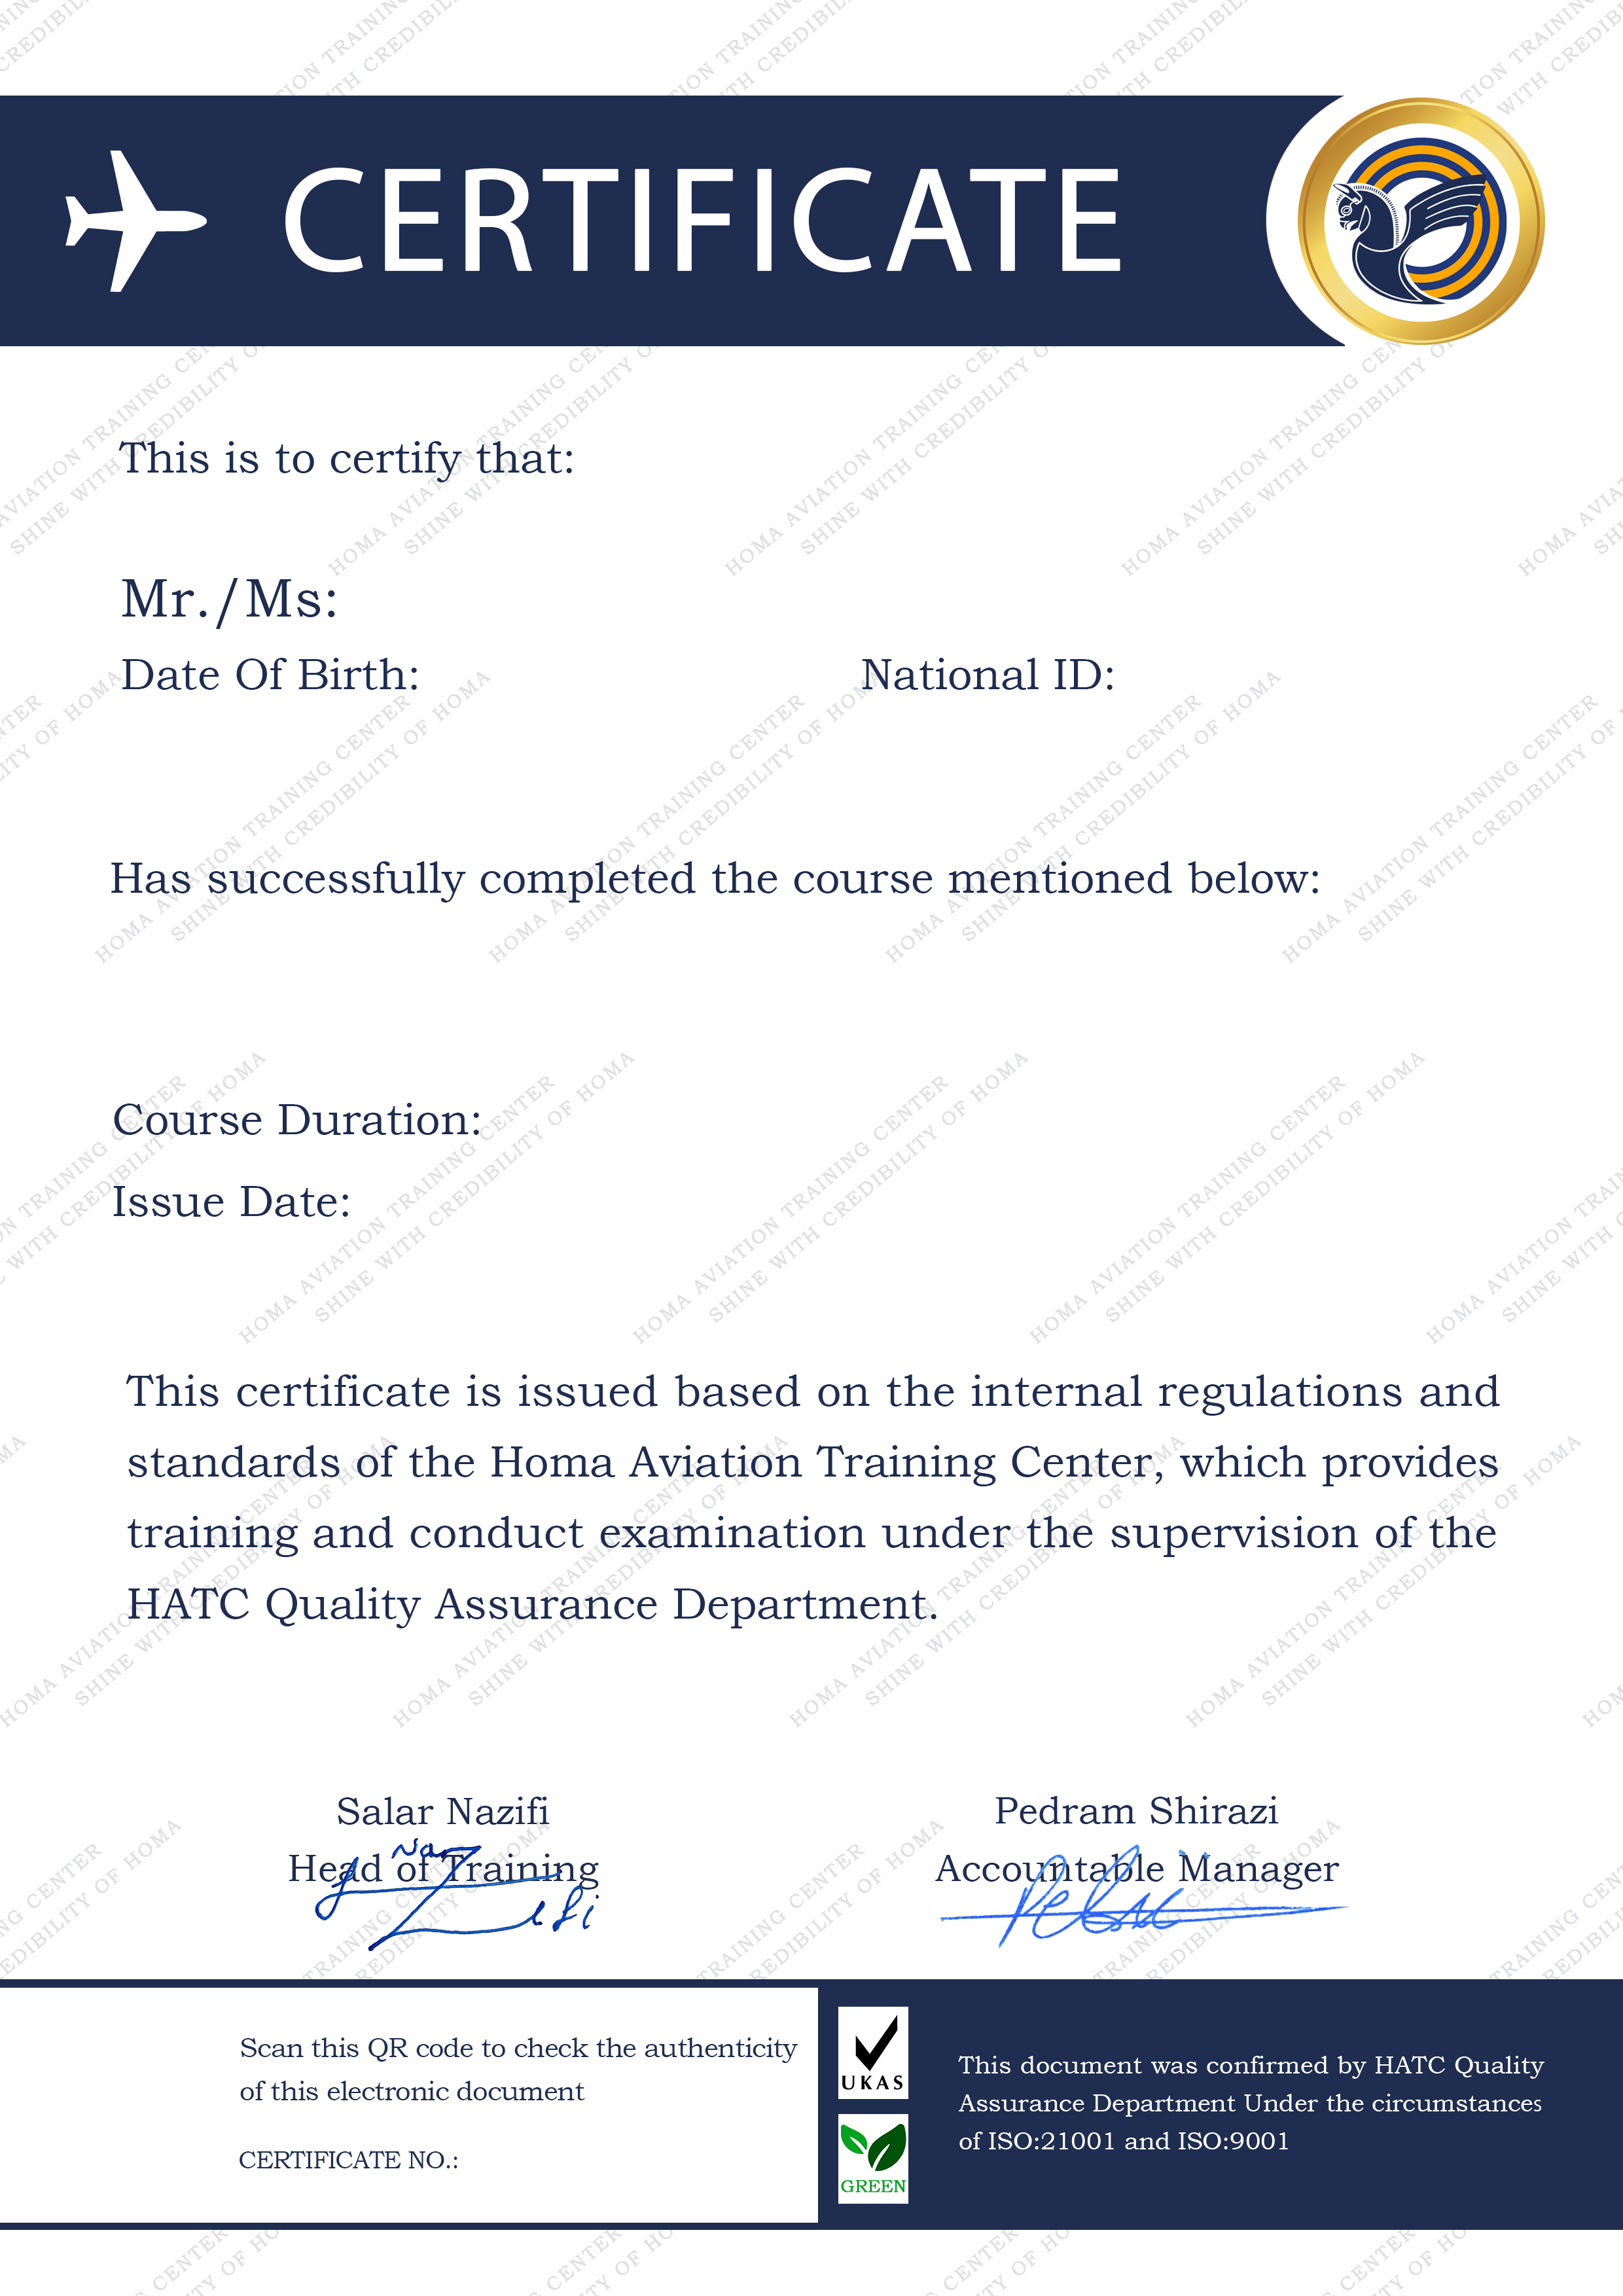 CERTIFICATE
This is to certify that:
Mr./Ms:
Date Of Birth:
National ID:
Has successfully completed the course mentioned below:
Course Duration:
Issue Date:
This certificate is issued based on the internal regulations and
standards of the Homa Aviation Training Center, which provides
training and conduct examination under the supervision of the
HATC Quality Assurance Department.
Salar Nazifi
Head of Training
Pedram Shirazi
Accountable Manager
Scan this QR code to check the authenticity
of this electronic document
CERTIFICATE NO.:
UKAS
GREEN
This document was confirmed by HATC Quality
Assurance Department Under the circumstances
of ISO:21001 and ISO:9001
HOMA AVIATION TRAINING CENTER
SHINE WITH CREDIBILITY OF HOMA